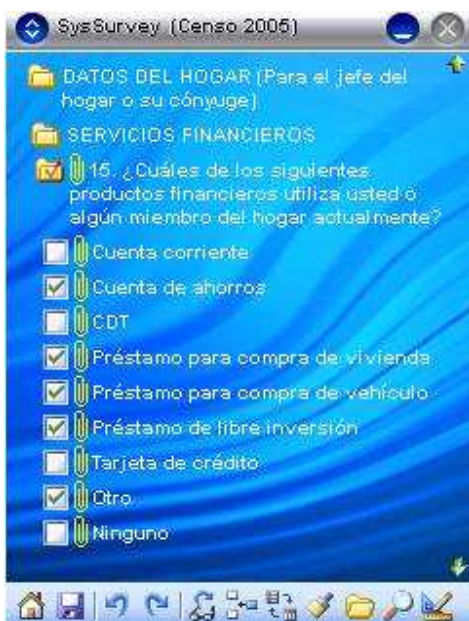 SysSurvey (Censo 2005)
DATOS DEL HOGAR (Para el jefe del
hogar o su cónyuge)
SERVICIOS FINANCIEROS
15. ¿Cuáles de los siguientes
productos financieros utiliza usted o
algún miembro del hogar actualmente?
Cuenta corriente
Cuenta de ahorros
CDT
Préstamo para compra de vivienda
Préstamo para compra de vehículo
Préstamo de libre inversión
Tarjeta de crédito
Otro
Ninguno